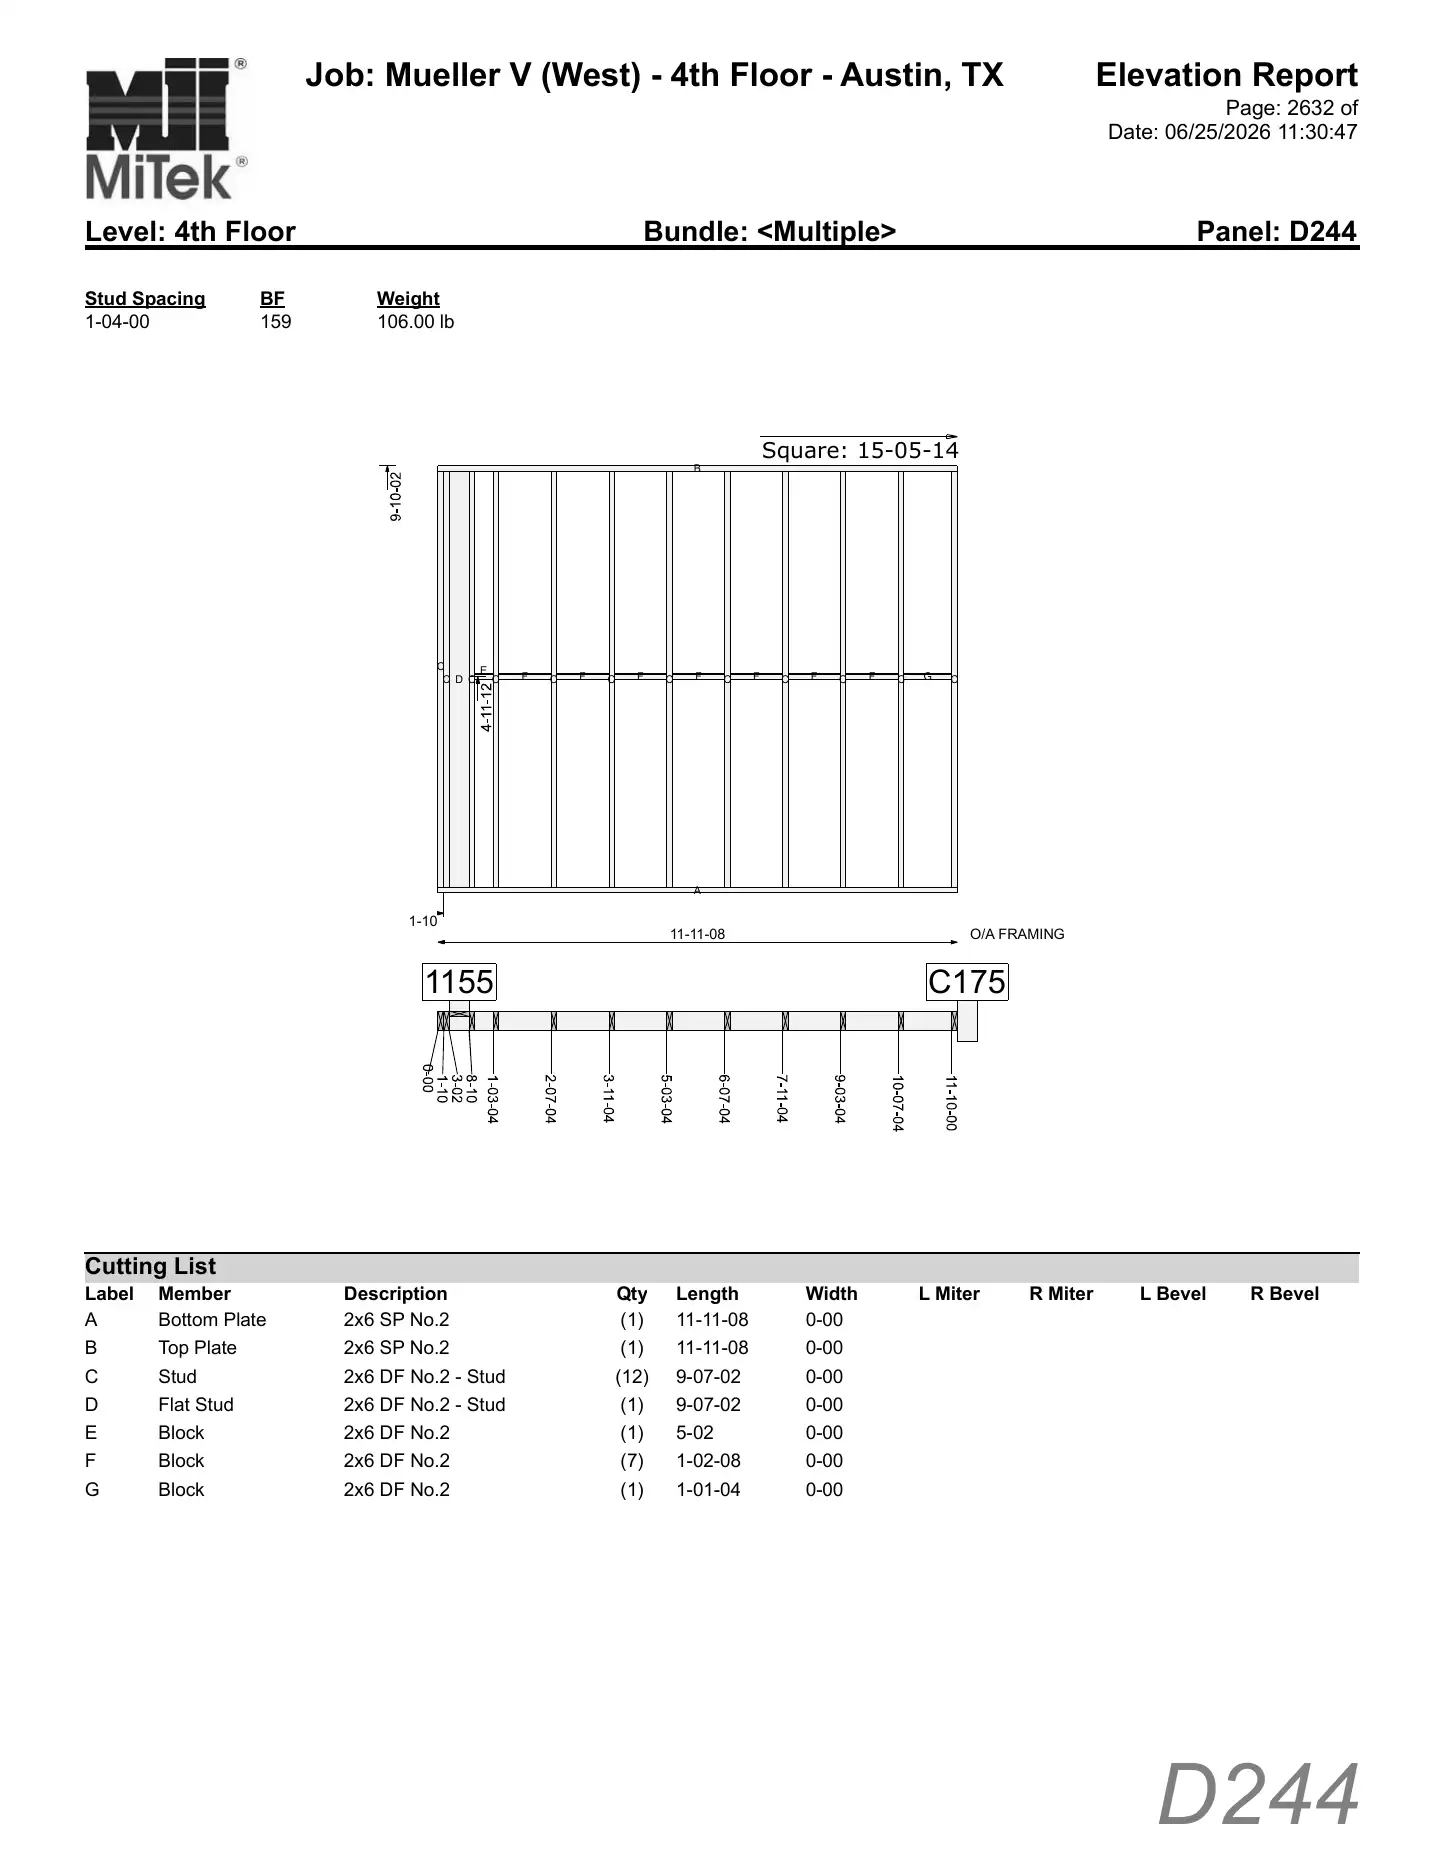 Job: Mueller V (West) - 4th Floor - Austin, TX
Elevation Report
Page: 2632 of
Date: 06/25/2026 11:30:47
MiTek®
Level: 4th Floor Bundle: <Multiple> Panel: D244
Stud Spacing BF Weight
1-04-00 159 106.00 lb
Square: 15-05-14
B
9-10-02
C
D
E
F F F F F F F G
4-11-12
A
1-10
11-11-08
O/A FRAMING
1155
C175
0-00
1-10
3-02
8-10
1-03-04
2-07-04
3-11-04
5-03-04
6-07-04
7-11-04
9-03-04
10-07-04
11-10-00
Cutting List
Label Member Description Qty Length Width L Miter R Miter L Bevel R Bevel
A Bottom Plate 2x6 SP No.2 (1) 11-11-08 0-00
B Top Plate 2x6 SP No.2 (1) 11-11-08 0-00
C Stud 2x6 DF No.2 - Stud (12) 9-07-02 0-00
D Flat Stud 2x6 DF No.2 - Stud (1) 9-07-02 0-00
E Block 2x6 DF No.2 (1) 5-02 0-00
F Block 2x6 DF No.2 (7) 1-02-08 0-00
G Block 2x6 DF No.2 (1) 1-01-04 0-00
D244